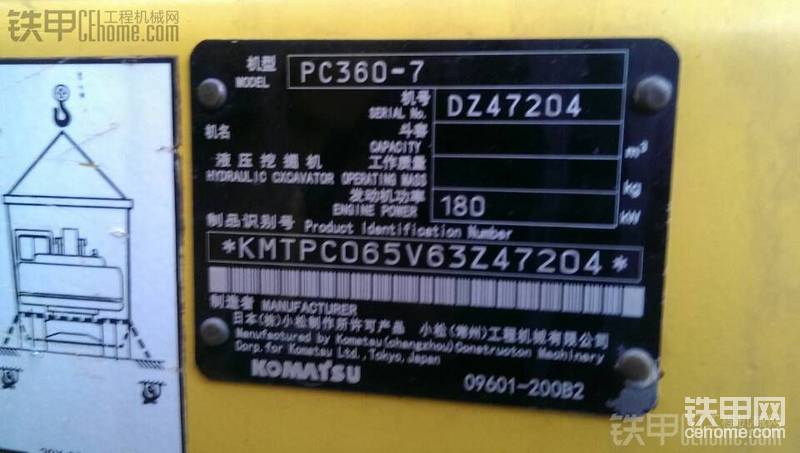 铁甲工程机械网
CEhome.com
机型
MODEL
PC360-7
机号
SERIAL No.
DZ47204
机名
斗容
CAPACITY
m³
液压挖掘机
工作质量
HYDRAULIC CXCAVATOR OPERATING MASS
kg
发动机功率
ENGINE POWER
180
kW
制品识别号 Product Identification Number
*KMTPC065V63Z47204*
制造者 MANUFACTURER
日本(株)小松制作所许可产品 小松(常州)工程机械有限公司
Manufactured by Komatsu(changzhou)Constructon Machinery
Corp.for Komatsu Ltd.,Tokyo,Japan
KOMATSU
09601-200B2
铁甲网
cehome.com